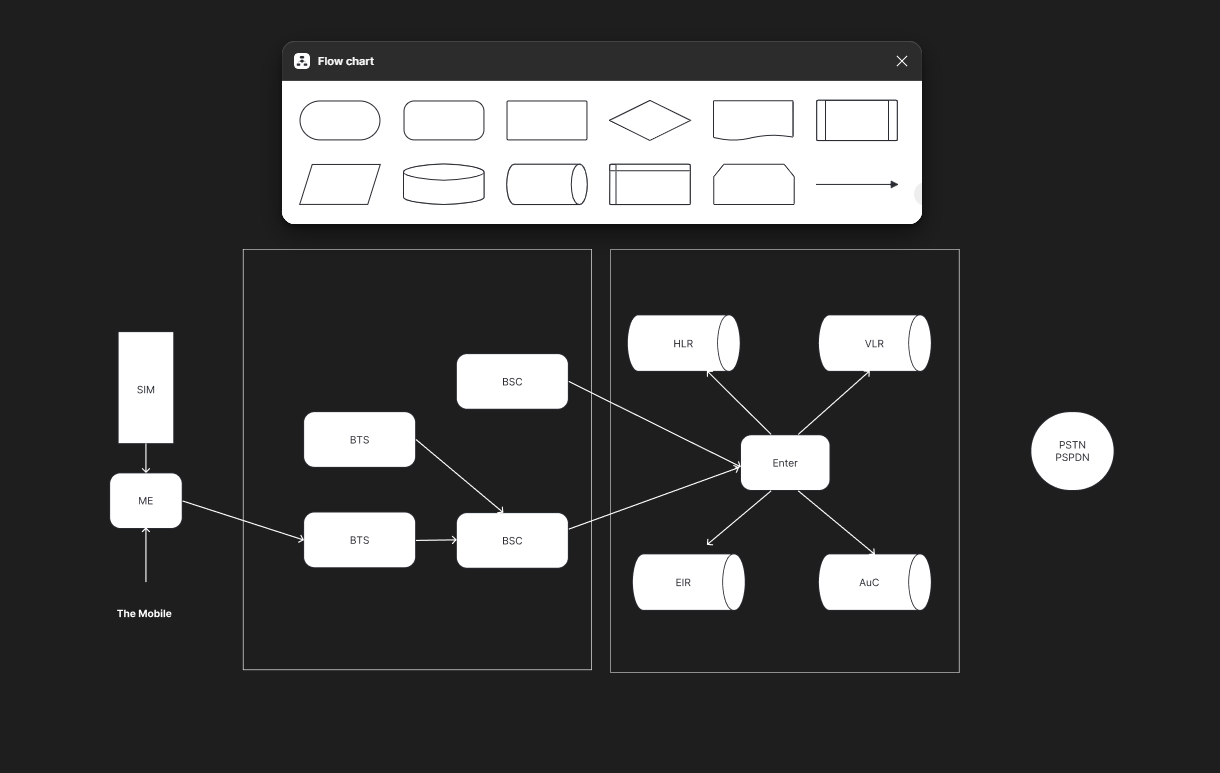 Flow chart
HLR
VLR
SIM
BSC
BTS
Enter
PSTN
PSPDN
ME
BTS
BSC
EIR
AuC
The Mobile